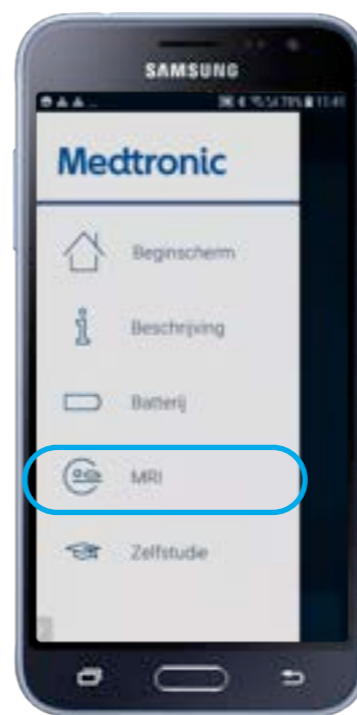 SAMSUNG
Medtronic
Beginscherm
Beschrijving
Batterij
MRI
Zelfstudie